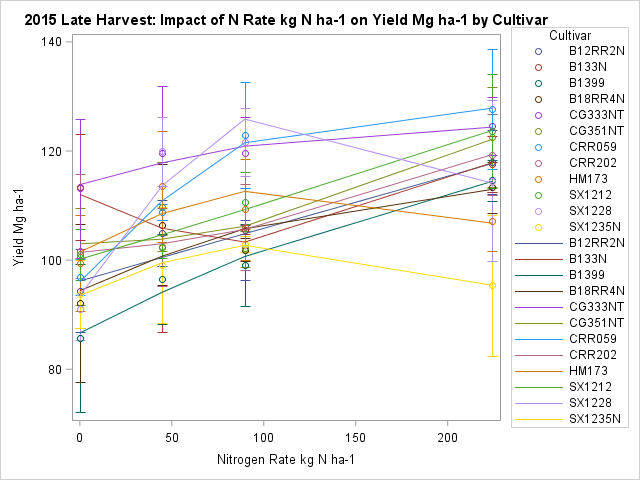 2015 Late Harvest: Impact of N Rate kg N ha-1 on Yield Mg ha-1 by Cultivar
Yield Mg ha-1
140
120
100
80
0
50
100
150
200
Nitrogen Rate kg N ha-1
Cultivar
B12RR2N
B133N
B1399
B18RR4N
CG333NT
CG351NT
CRR059
CRR202
HM173
SX1212
SX1228
SX1235N
B12RR2N
B133N
B1399
B18RR4N
CG333NT
CG351NT
CRR059
CRR202
HM173
SX1212
SX1228
SX1235N